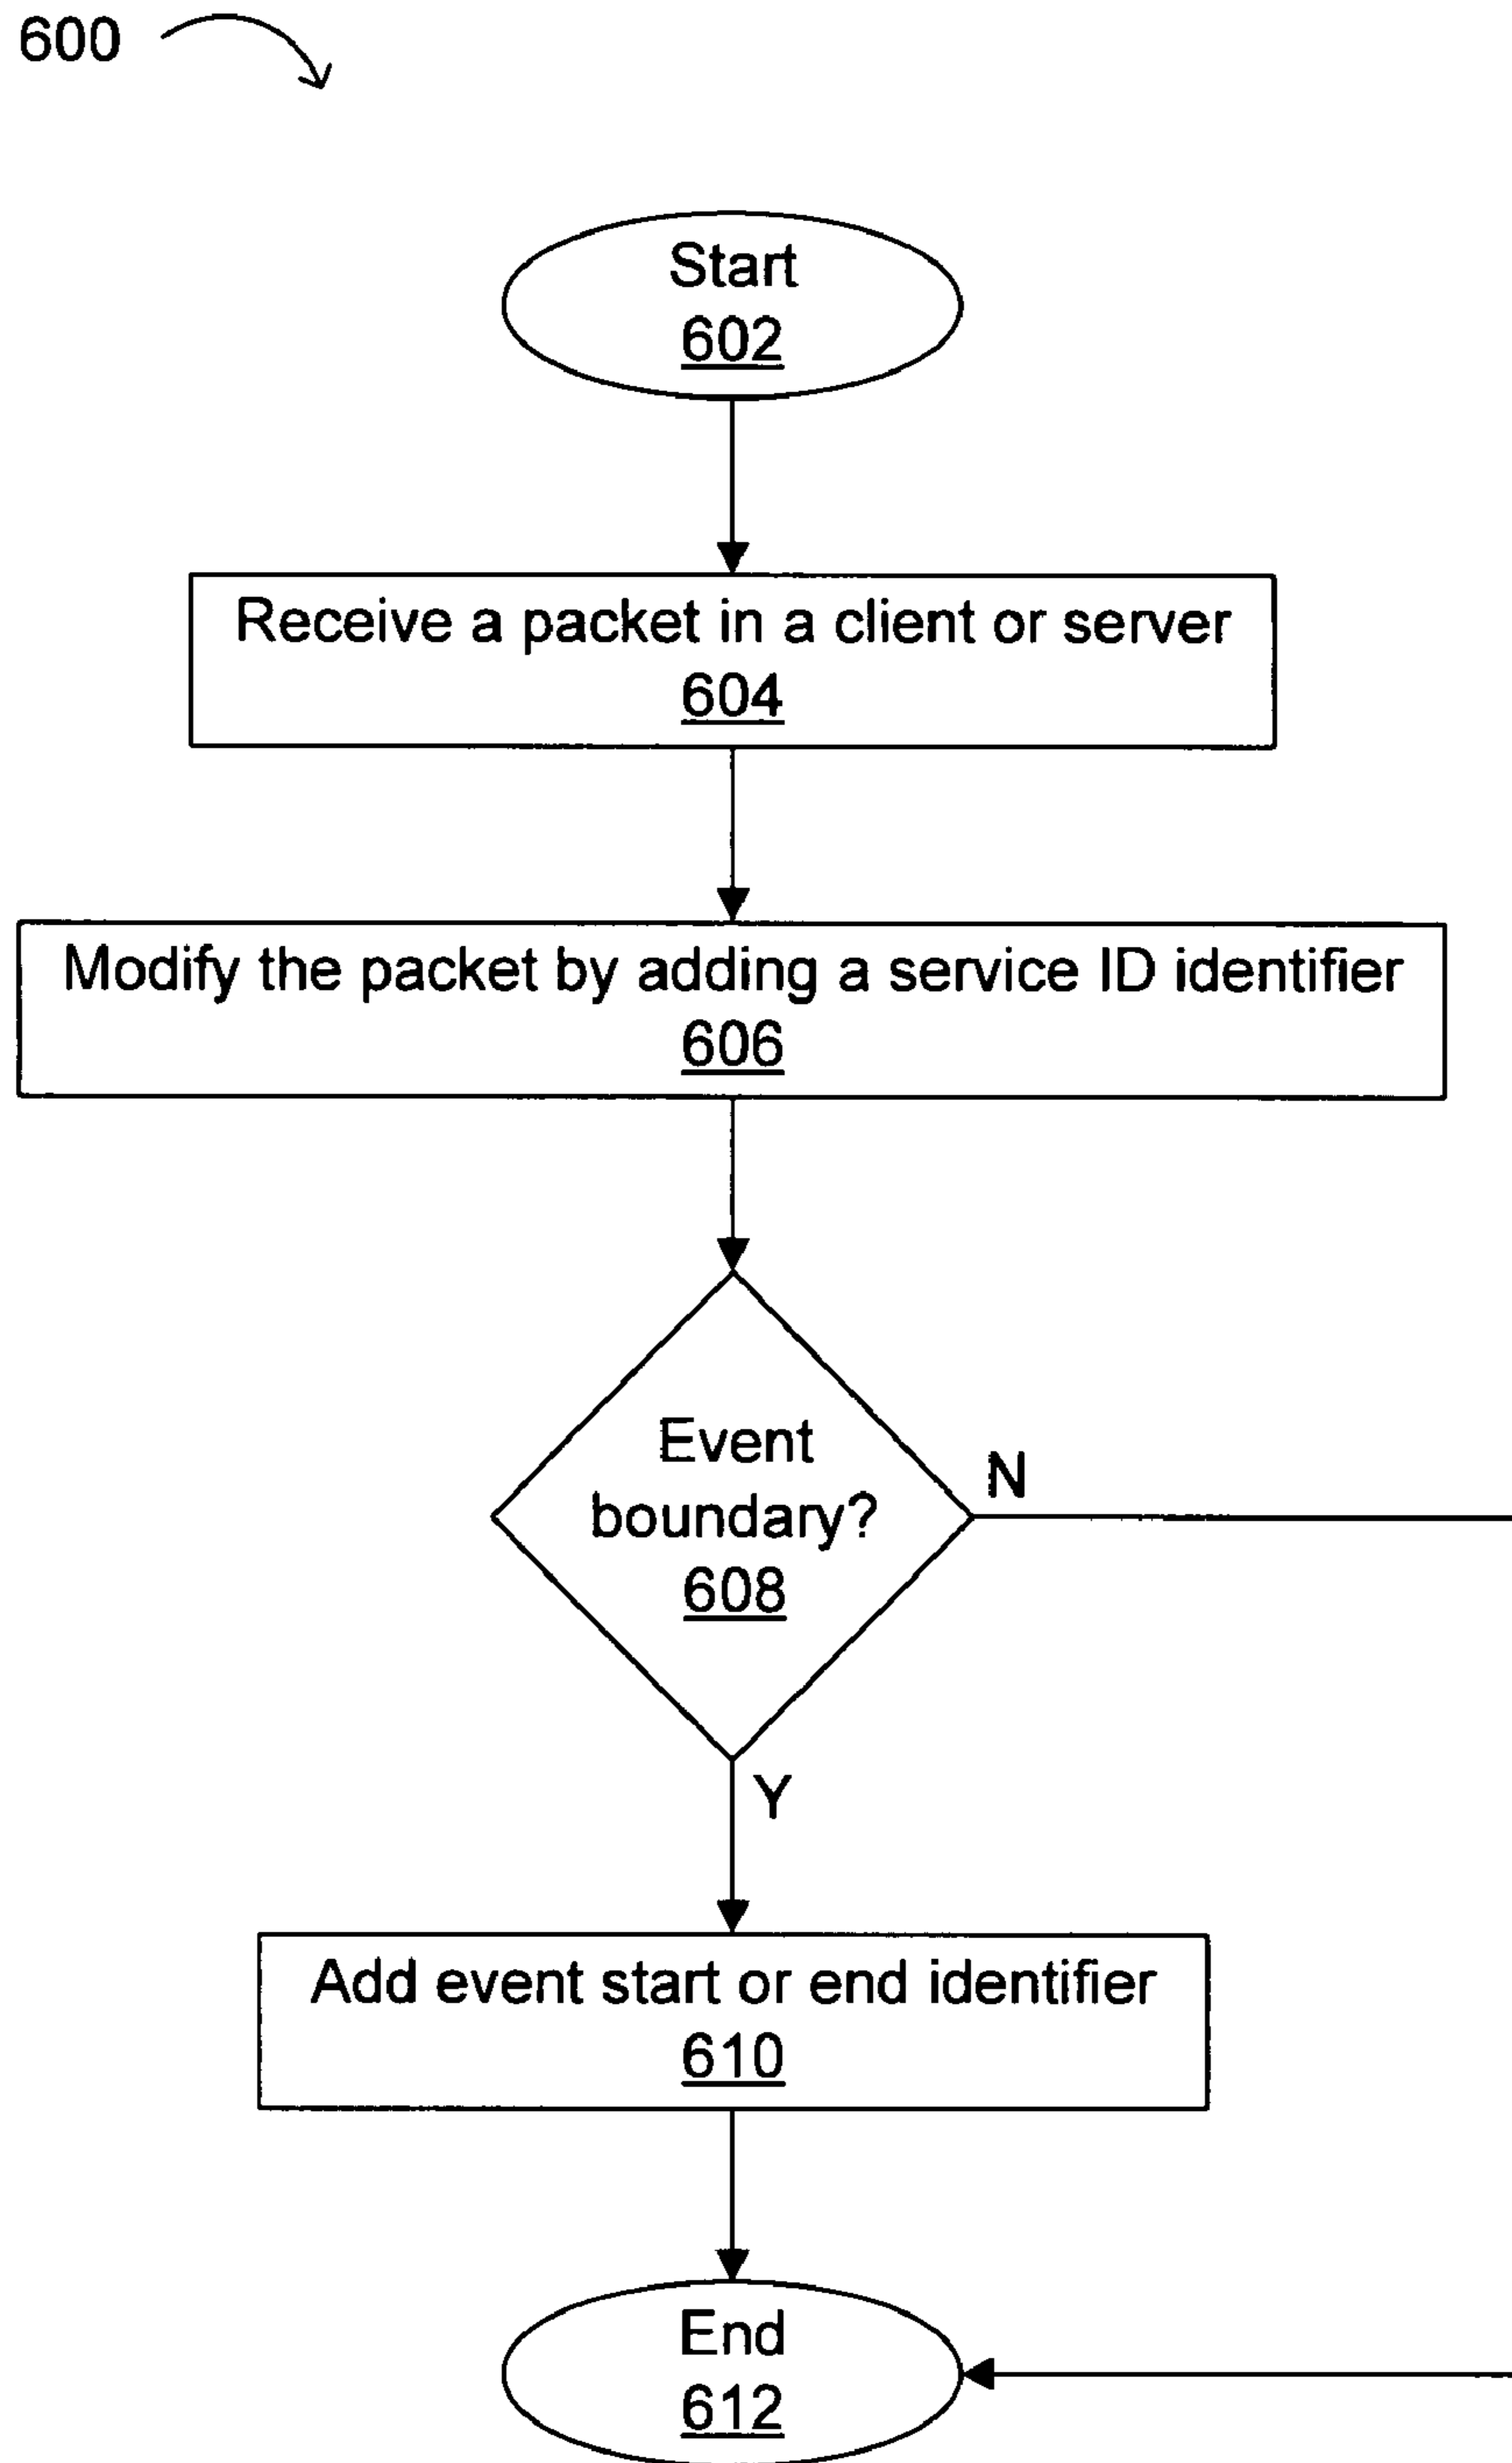 600
Start
602
Receive a packet in a client or server
604
Modify the packet by adding a service ID identifier
606
Event
boundary?
608
N
Y
Add event start or end identifier
610
End
612